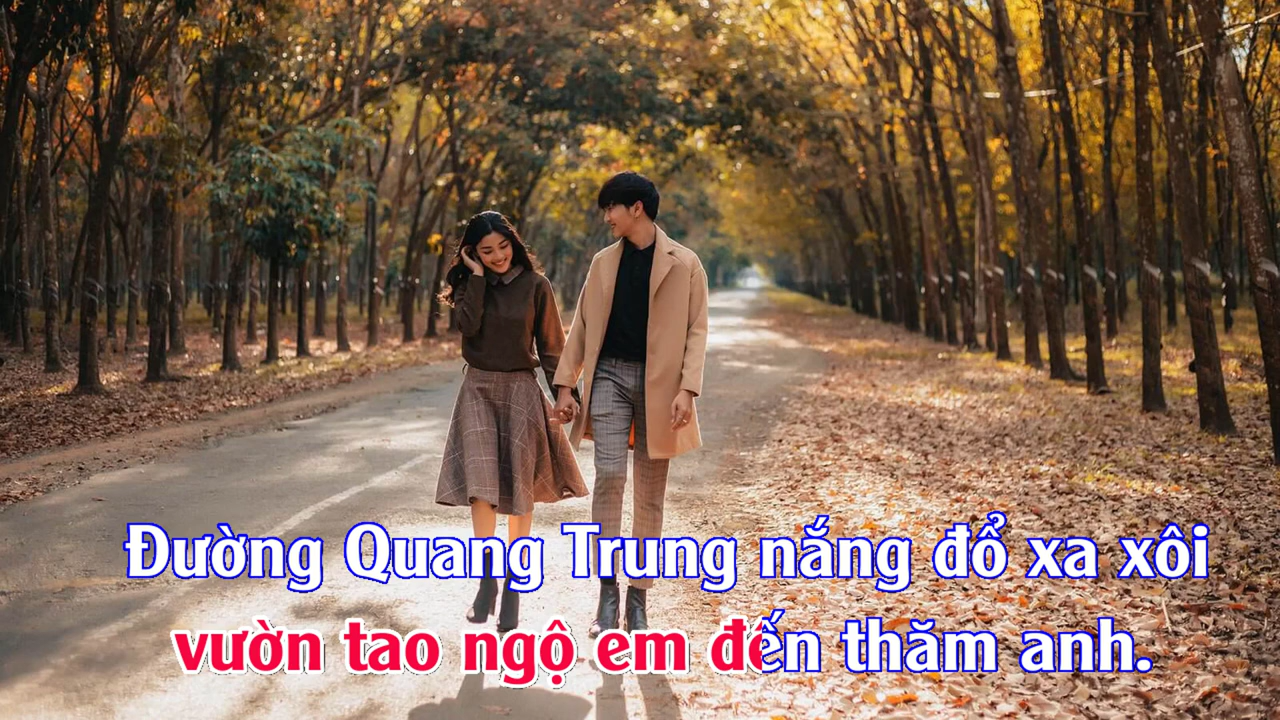 Đường Quang Trung nắng đổ xa xôi
vườn tao ngộ em đến thăm anh.